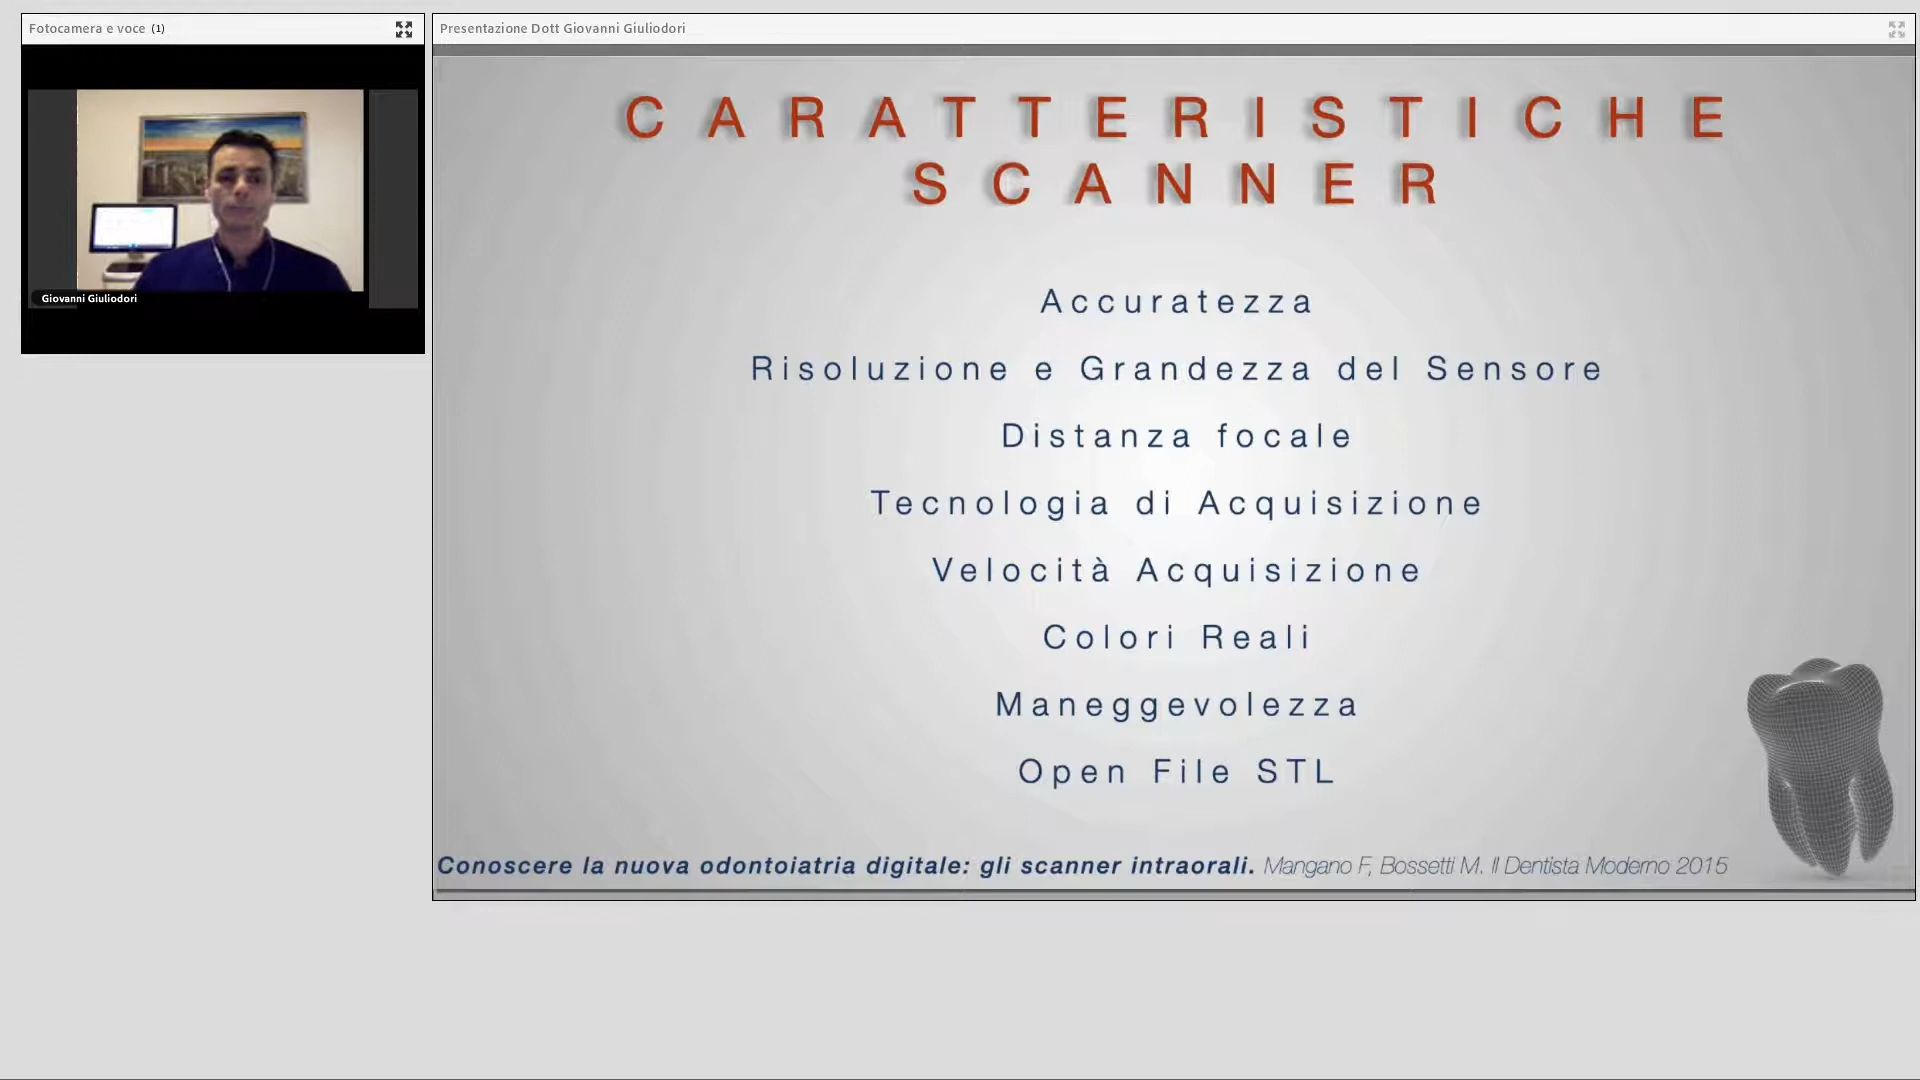 Fotocamera e voce (1)
Giovanni Giuliodori
Presentazione Dott Giovanni Giuliodori
CARATTERISTICHE
SCANNER
Accuratezza
Risoluzione e Grandezza del Sensore
Distanza focale
Tecnologia di Acquisizione
Velocità Acquisizione
Colori Reali
Maneggevolezza
Open File STL
Conoscere la nuova odontoiatria digitale: gli scanner intraorali. Mangano F, Bossetti M. Il Dentista Moderno 2015